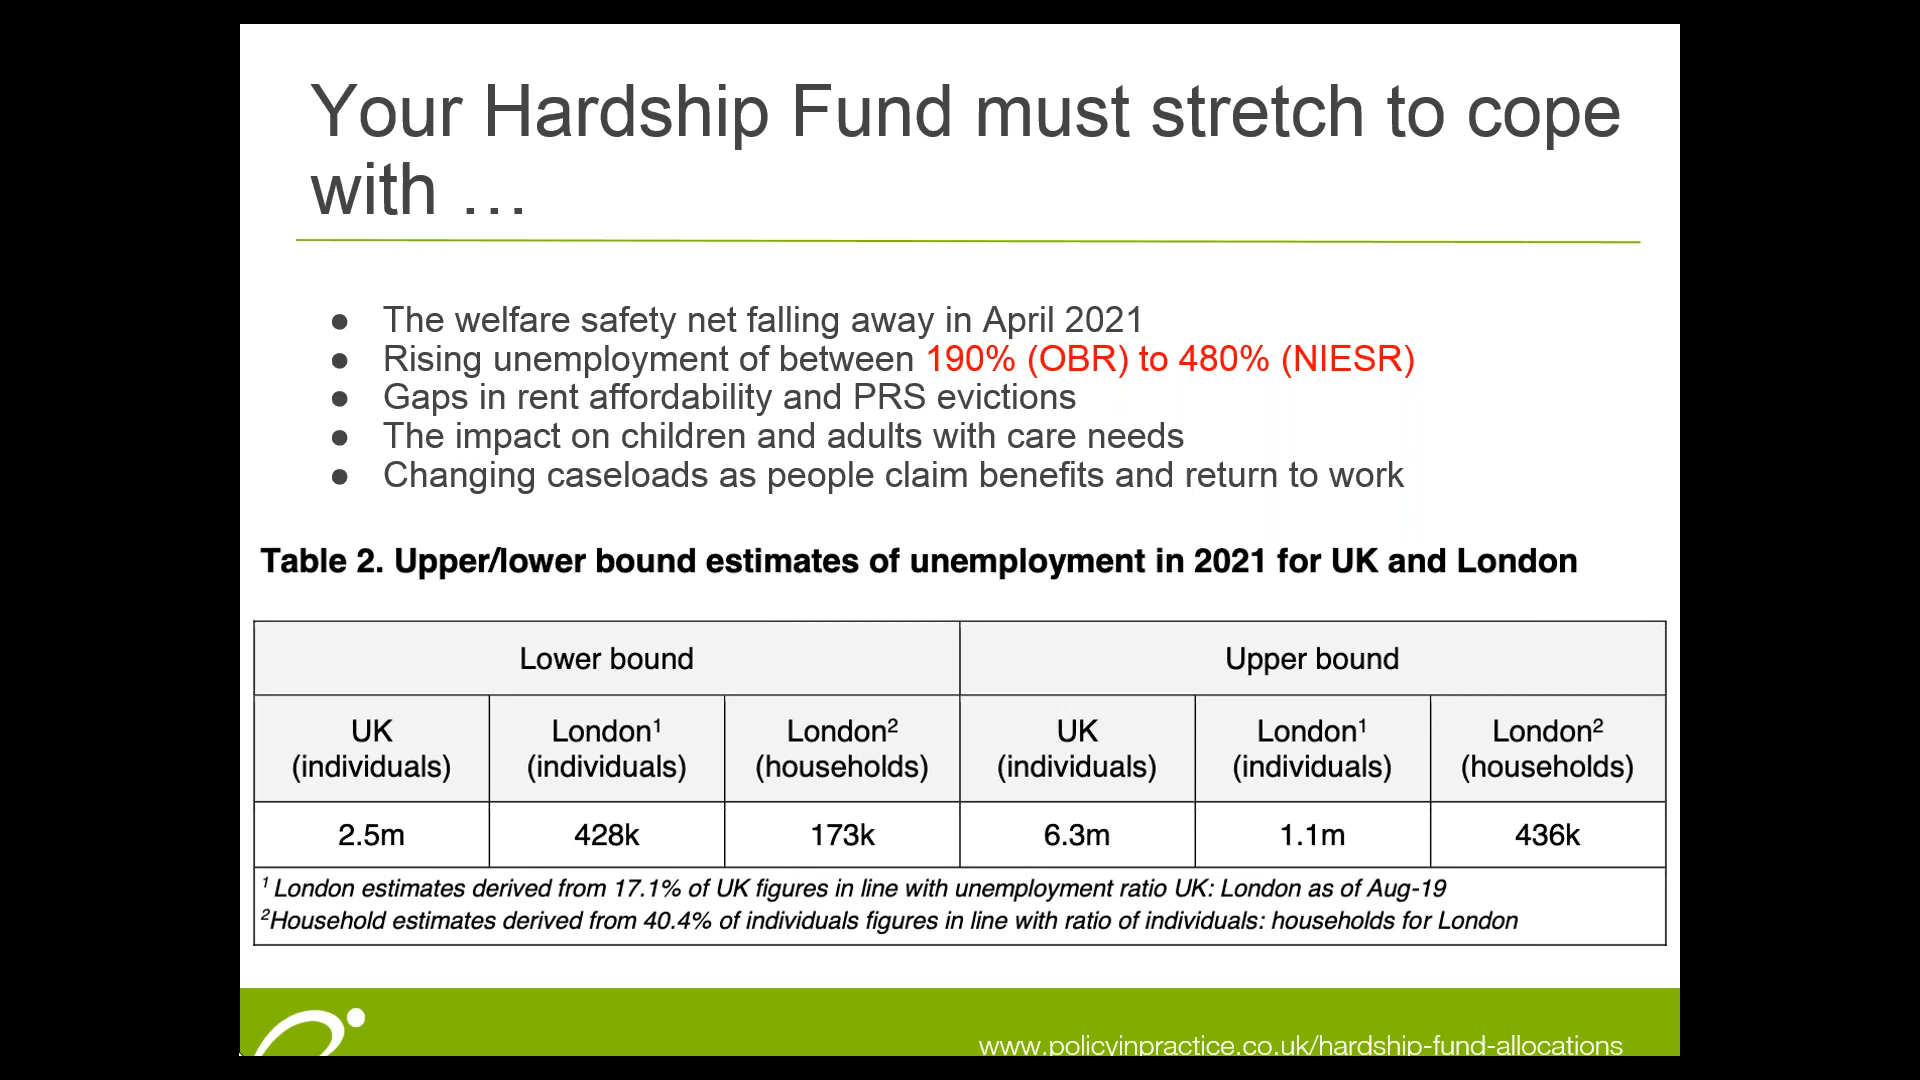 Your Hardship Fund must stretch to cope
with …
● The welfare safety net falling away in April 2021
● Rising unemployment of between 190% (OBR) to 480% (NIESR)
● Gaps in rent affordability and PRS evictions
● The impact on children and adults with care needs
● Changing caseloads as people claim benefits and return to work
Table 2. Upper/lower bound estimates of unemployment in 2021 for UK and London
Lower bound Upper bound
UK London¹ London² UK London¹ London²
(individuals) (individuals) (households) (individuals) (individuals) (households)
2.5m 428k 173k 6.3m 1.1m 436k
¹ London estimates derived from 17.1% of UK figures in line with unemployment ratio UK: London as of Aug-19
²Household estimates derived from 40.4% of individuals figures in line with ratio of individuals: households for London
www.policyinpractice.co.uk/hardship-fund-allocations